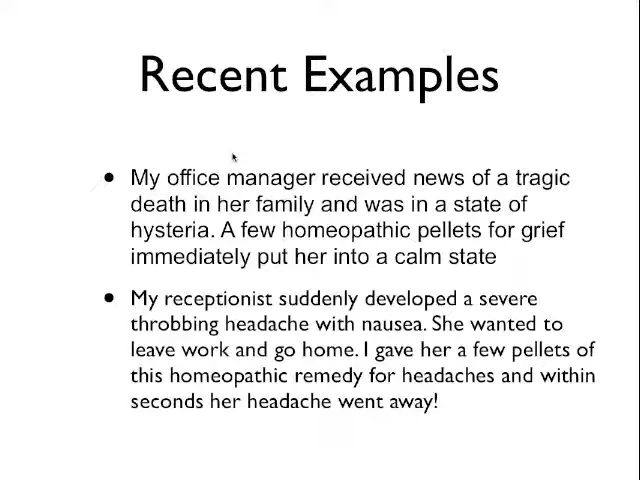 Recent Examples
• My office manager received news of a tragic
death in her family and was in a state of
hysteria. A few homeopathic pellets for grief
immediately put her into a calm state
• My receptionist suddenly developed a severe
throbbing headache with nausea. She wanted to
leave work and go home. I gave her a few pellets of
this homeopathic remedy for headaches and within
seconds her headache went away!